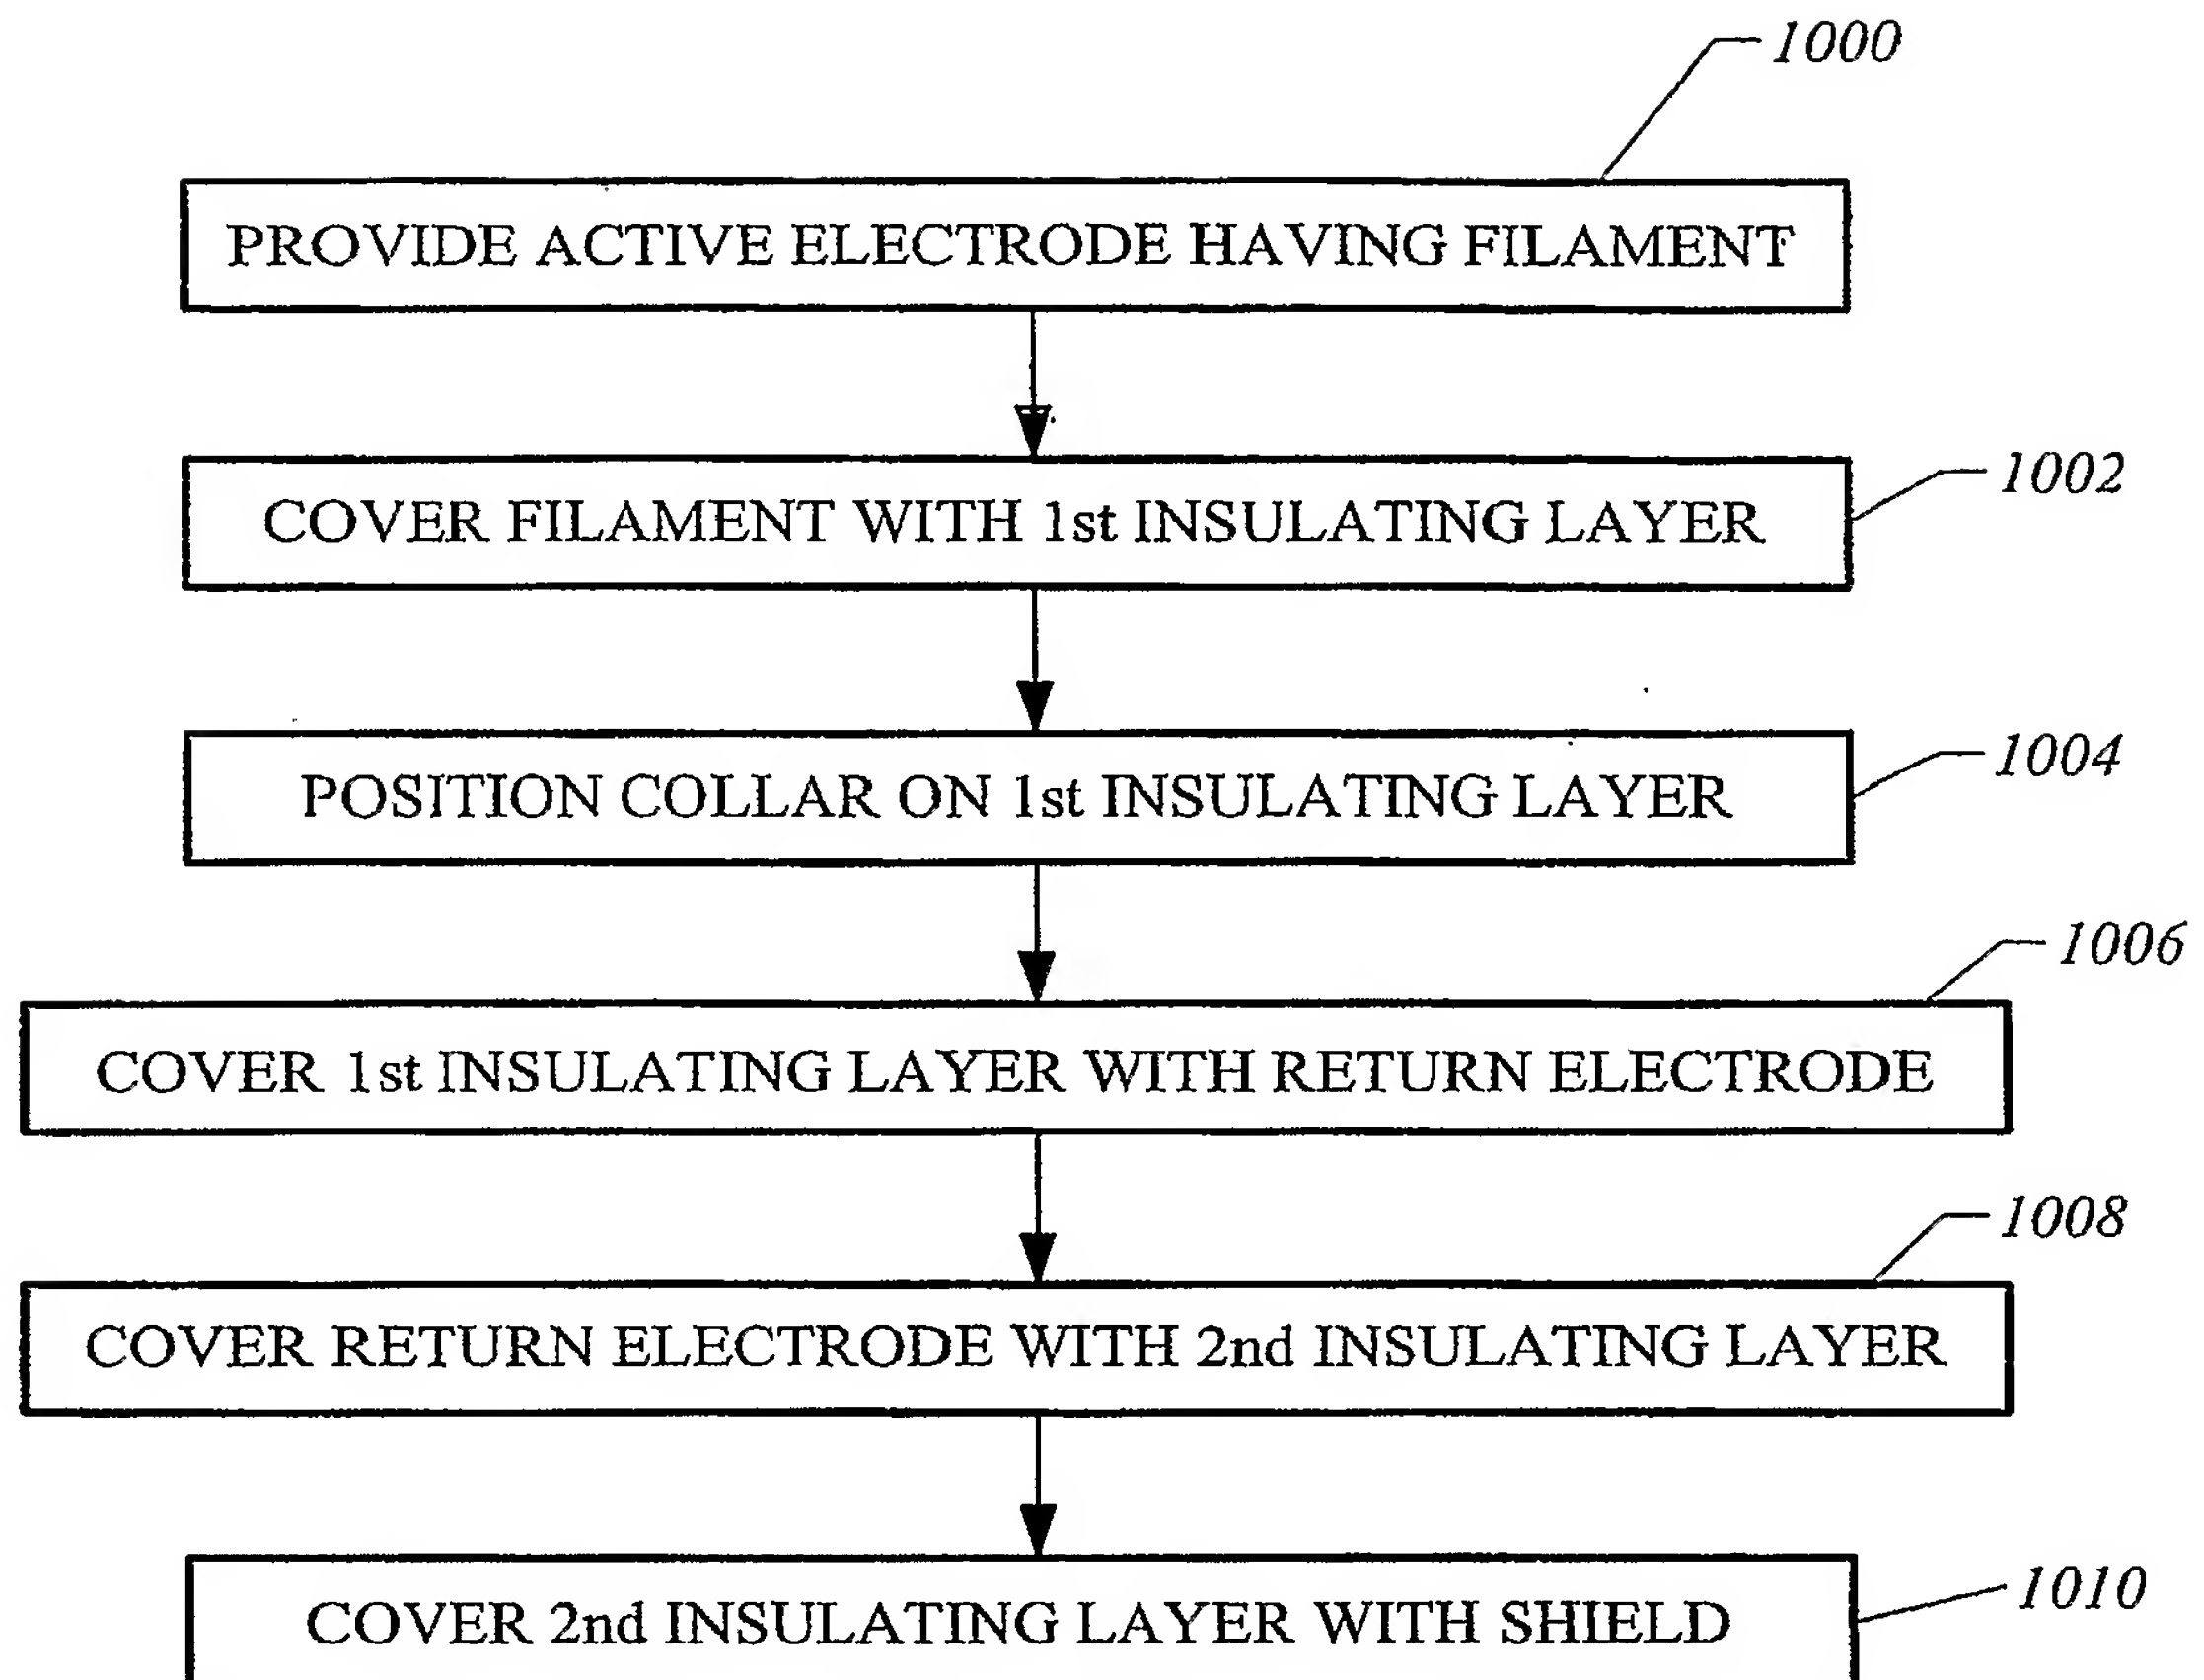 1000
PROVIDE ACTIVE ELECTRODE HAVING FILAMENT
1002
COVER FILAMENT WITH 1st INSULATING LAYER
1004
POSITION COLLAR ON 1st INSULATING LAYER
1006
COVER 1st INSULATING LAYER WITH RETURN ELECTRODE
1008
COVER RETURN ELECTRODE WITH 2nd INSULATING LAYER
1010
COVER 2nd INSULATING LAYER WITH SHIELD